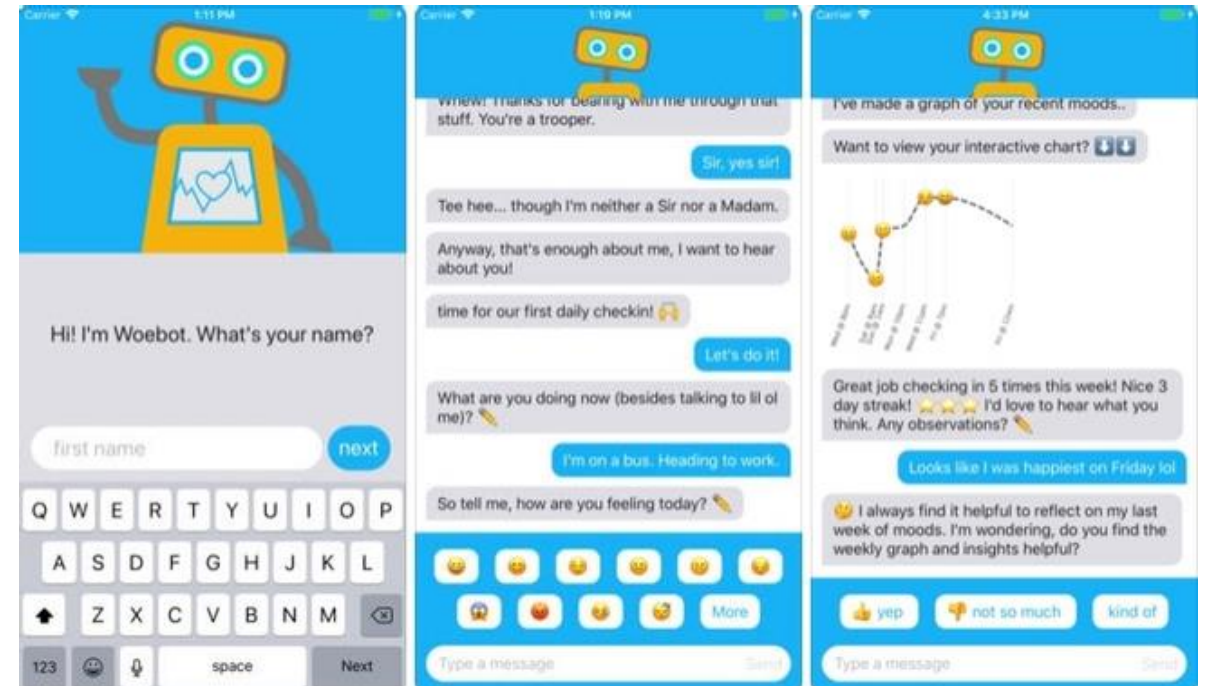 Carrier 1:11 PM
Hi! I'm Woebot. What's your name?
first name next
Q W E R T Y U I O P
A S D F G H J K L
Z X C V B N M
123 space Next
Carrier 1:19 PM
Whew! Thanks for bearing with me through that
stuff. You're a trooper.
Sir, yes sir!
Tee hee... though I'm neither a Sir nor a Madam.
Anyway, that's enough about me, I want to hear
about you!
time for our first daily checkin!
Let's do it!
What are you doing now (besides talking to lil ol
me)?
I'm on a bus. Heading to work.
So tell me, how are you feeling today?
More
Type a message Send
Carrier 4:33 PM
I've made a graph of your recent moods..
Want to view your interactive chart?
Great job checking in 5 times this week! Nice 3
day streak! I'd love to hear what you
think. Any observations?
Looks like I was happiest on Friday lol
I always find it helpful to reflect on my last
week of moods. I'm wondering, do you find the
weekly graph and insights helpful?
yep not so much kind of
Type a message Send